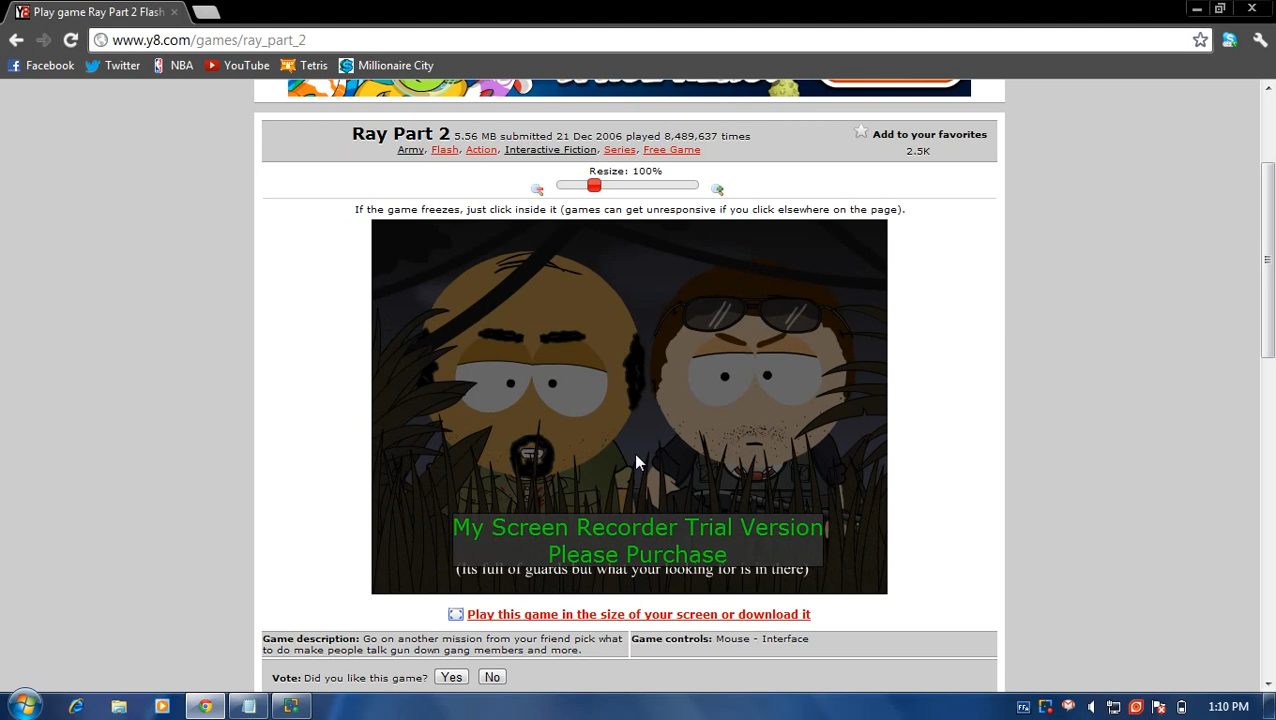 Play game Ray Part 2 Flash
www.y8.com/games/ray_part_2
Facebook Twitter NBA YouTube Tetris Millionaire City
Ray Part 2 5.56 MB submitted 21 Dec 2006 played 8,489,637 times
Add to your favorites
Army, Flash, Action, Interactive Fiction, Series, Free Game
2.5K
Resize: 100%
If the game freezes, just click inside it (games can get unresponsive if you click elsewhere on the page).
My Screen Recorder Trial Version
Please Purchase
(its full of guards but what your looking for is in there)
Play this game in the size of your screen or download it
Game description: Go on another mission from your friend pick what
to do make people talk gun down gang members and more.
Game controls: Mouse - Interface
Vote: Did you like this game? Yes No
1:10 PM